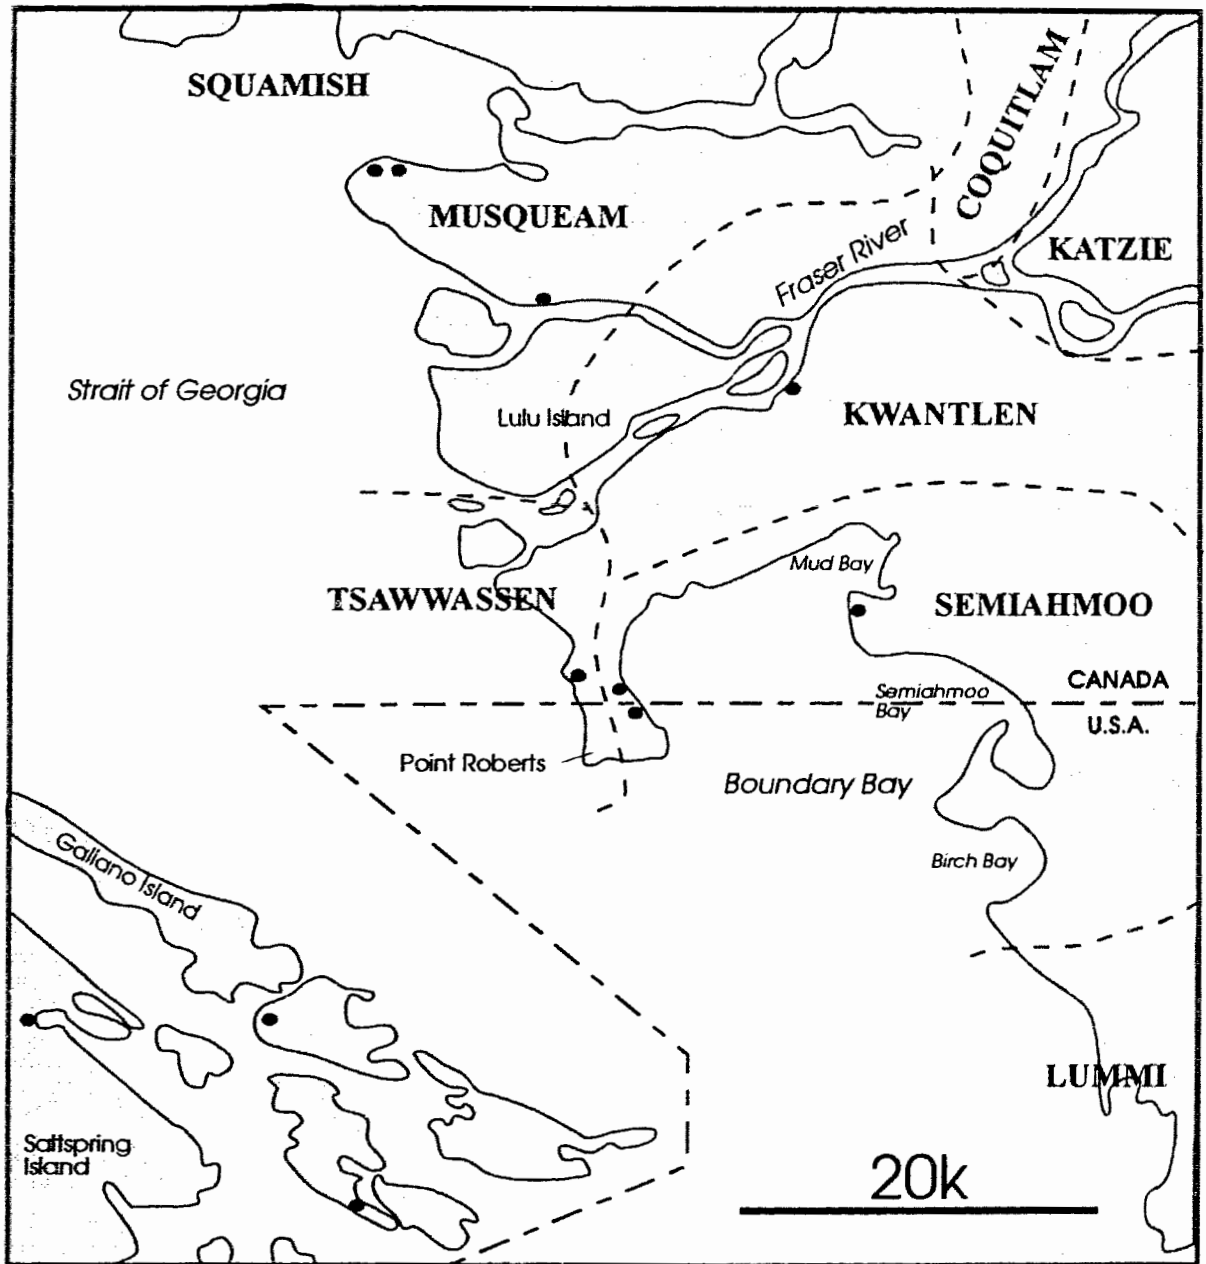 SQUAMISH
COQUITLAM
MUSQUEAM
Fraser River
KATZIE
Strait of Georgia
Lulu Island
KWANTLEN
Mud Bay
TSAWWASSEN
SEMIAHMOO
CANADA
Semiahmoo
Bay
U.S.A.
Point Roberts
Boundary Bay
Galiano Island
Birch Bay
LUMMI
Saltspring
Island
20k